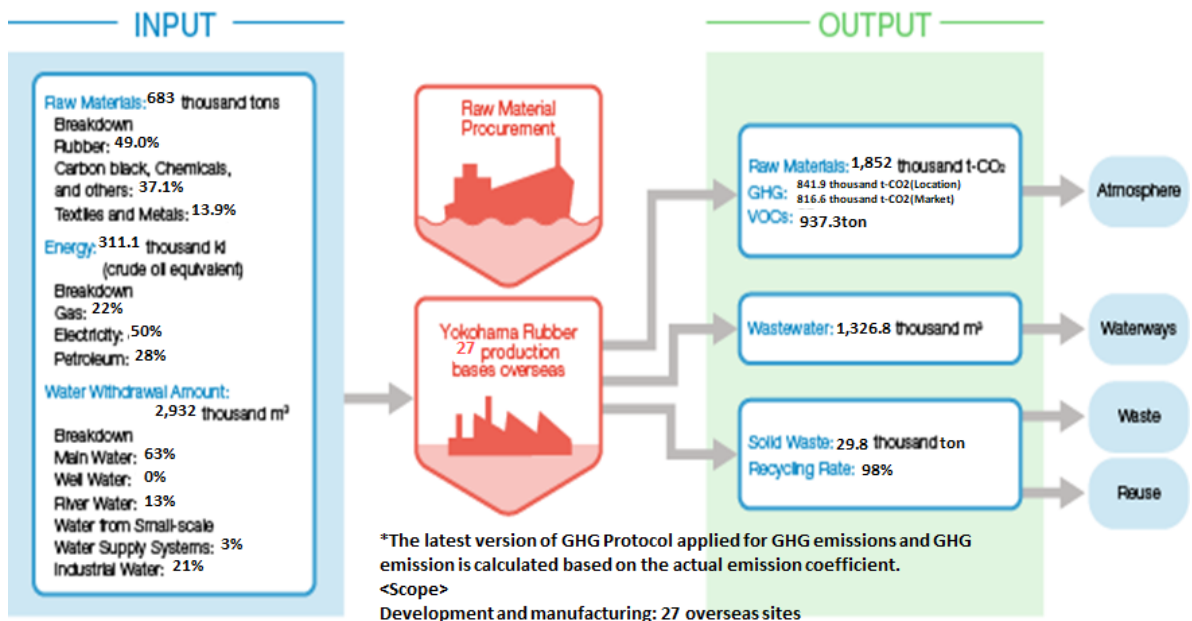 INPUT
Raw Materials: 683 thousand tons
Breakdown
Rubber: 49.0%
Carbon black, Chemicals,
and others: 37.1%
Textiles and Metals: 13.9%
Energy: 311.1 thousand kl
(crude oil equivalent)
Breakdown
Gas: 22%
Electricity: 50%
Petroleum: 28%
Water Withdrawal Amount:
2,932 thousand m³
Breakdown
Main Water: 63%
Well Water: 0%
River Water: 13%
Water from Small-scale
Water Supply Systems: 3%
Industrial Water: 21%
Raw Material
Procurement
Yokohama Rubber
27 production
bases overseas
OUTPUT
Raw Materials: 1,852 thousand t-CO₂
GHG: 841.9 thousand t-CO2(Location)
816.6 thousand t-CO2(Market)
VOCs: 937.3ton
Atmosphere
Wastewater: 1,326.8 thousand m³
Waterways
Solid Waste: 29.8 thousand ton
Recycling Rate: 98%
Waste
Reuse
*The latest version of GHG Protocol applied for GHG emissions and GHG
emission is calculated based on the actual emission coefficient.
<Scope>
Development and manufacturing: 27 overseas sites